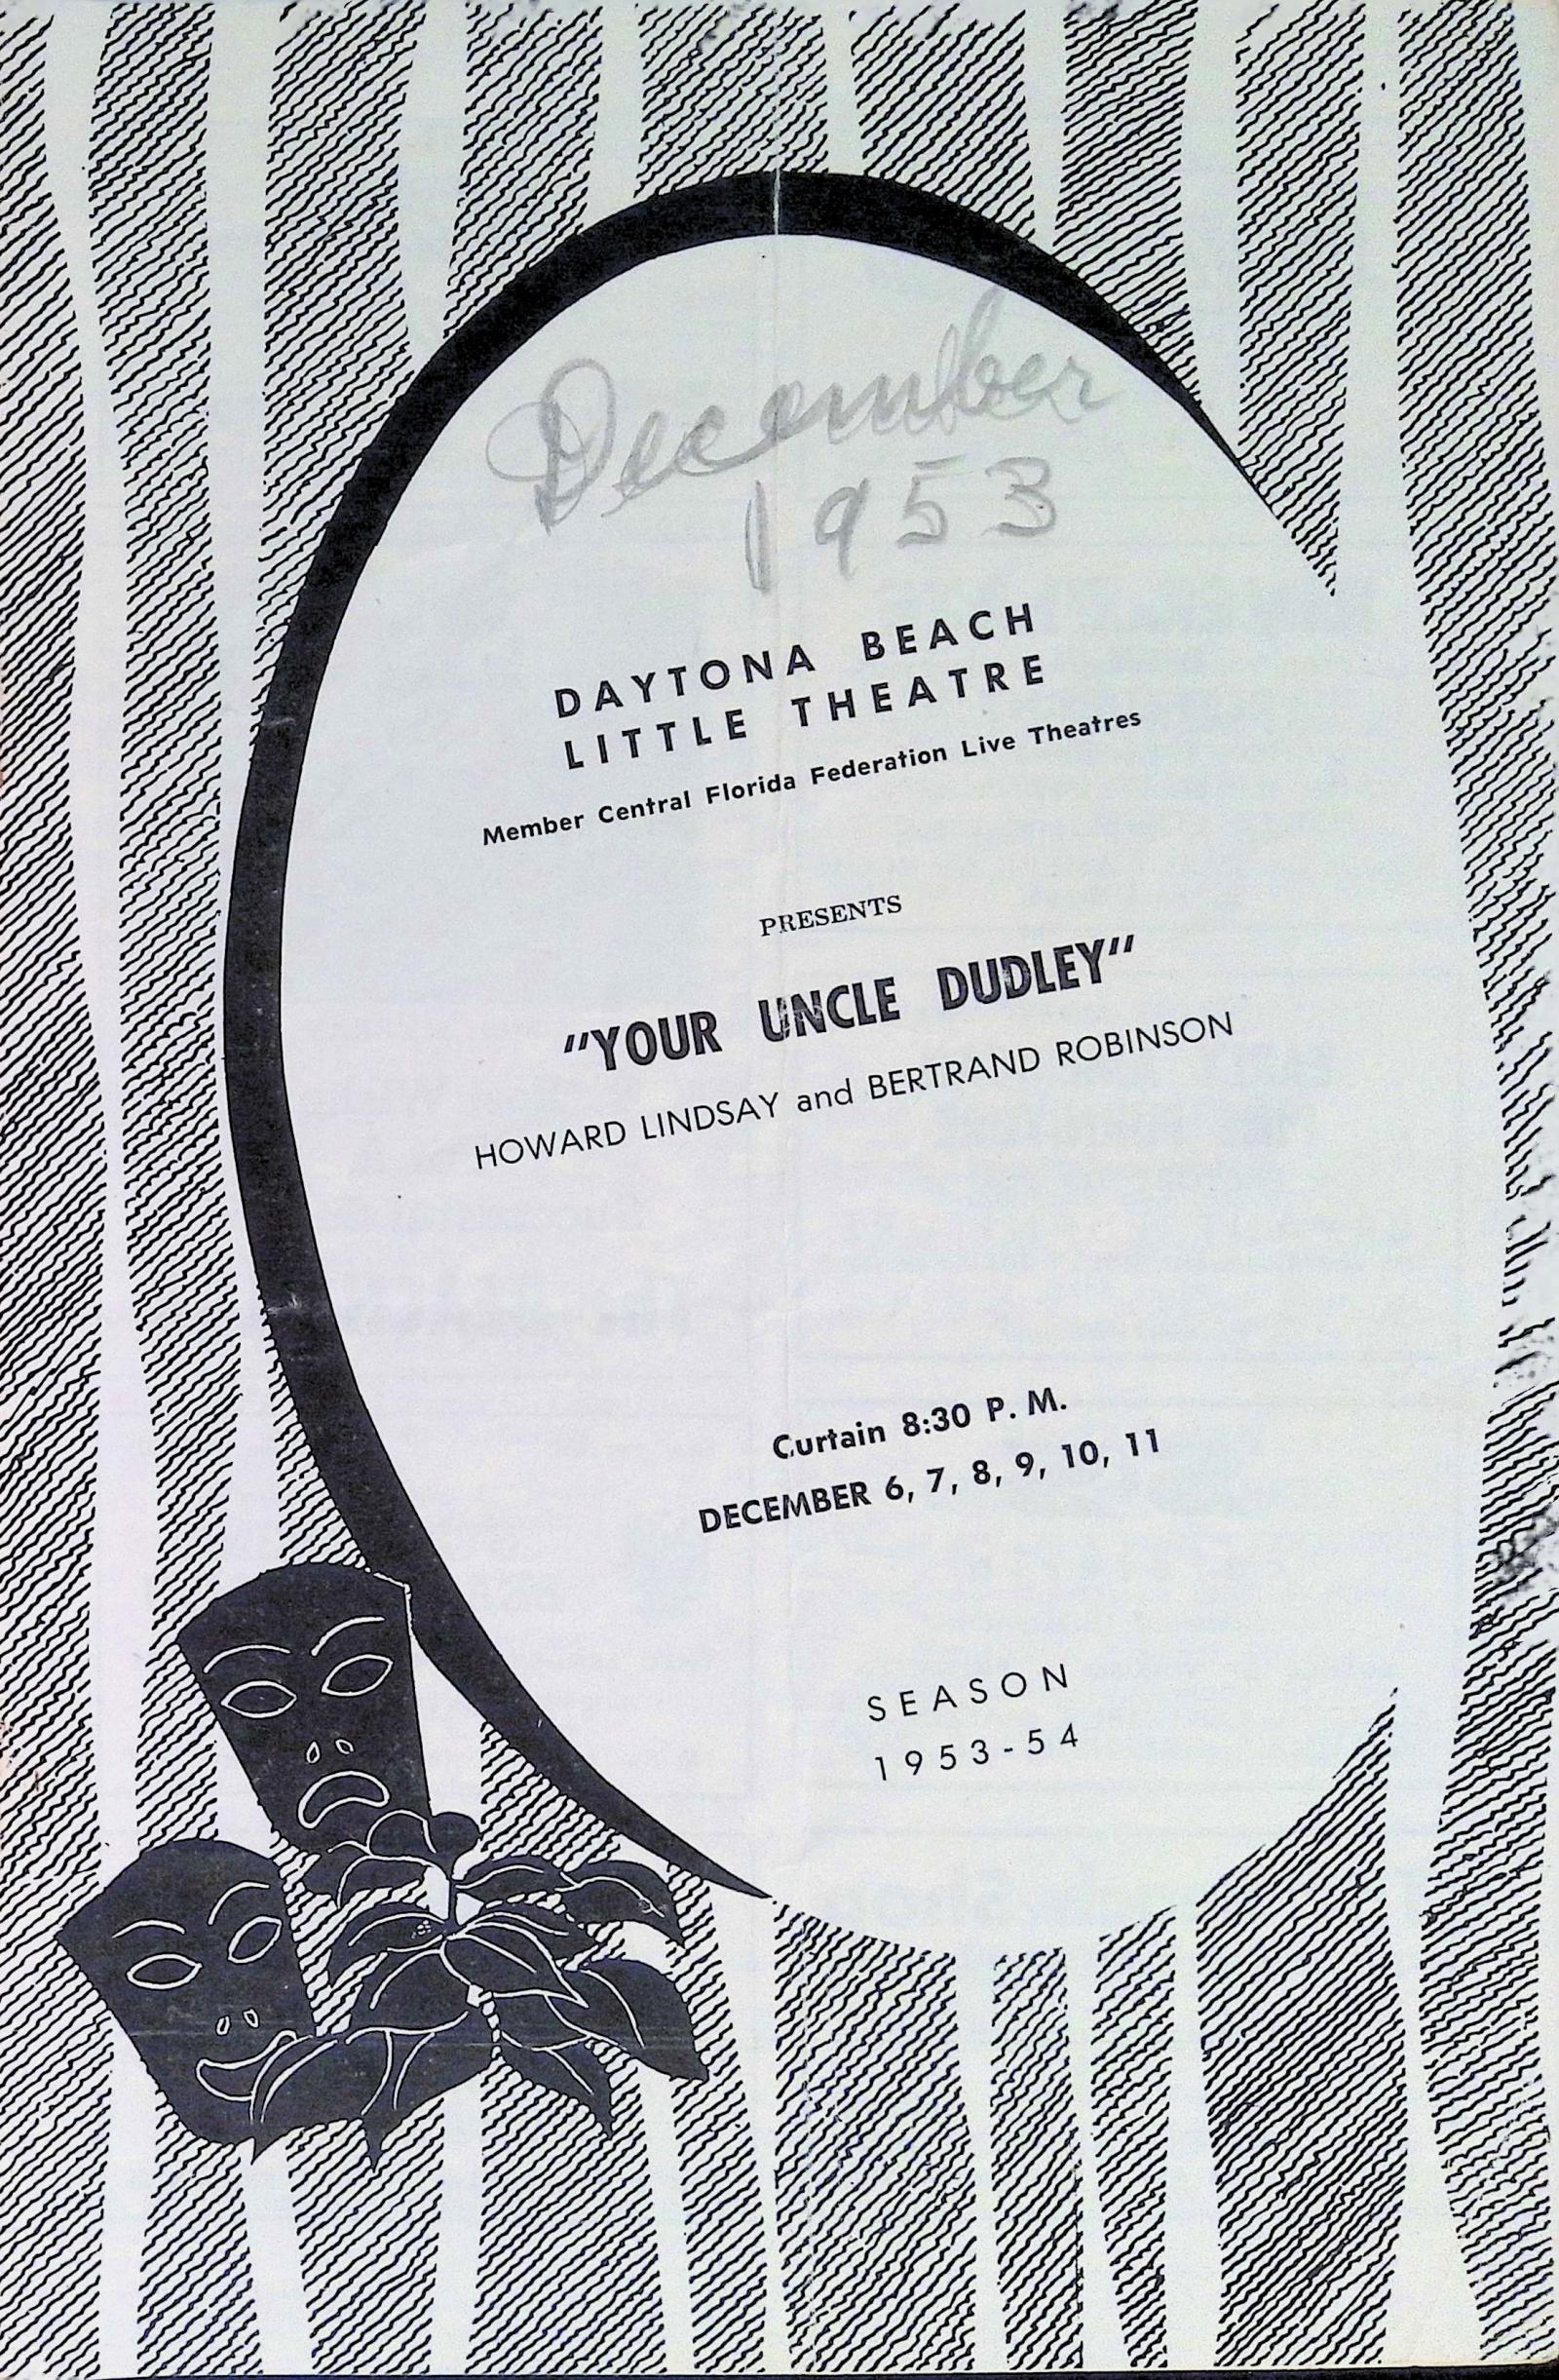 December
1953
DAYTONA BEACH
LITTLE THEATRE
Member Central Florida Federation Live Theatres
PRESENTS
"YOUR UNCLE DUDLEY"
HOWARD LINDSAY and BERTRAND ROBINSON
Curtain 8:30 P. M.
DECEMBER 6, 7, 8, 9, 10, 11
SEASON
1953-54